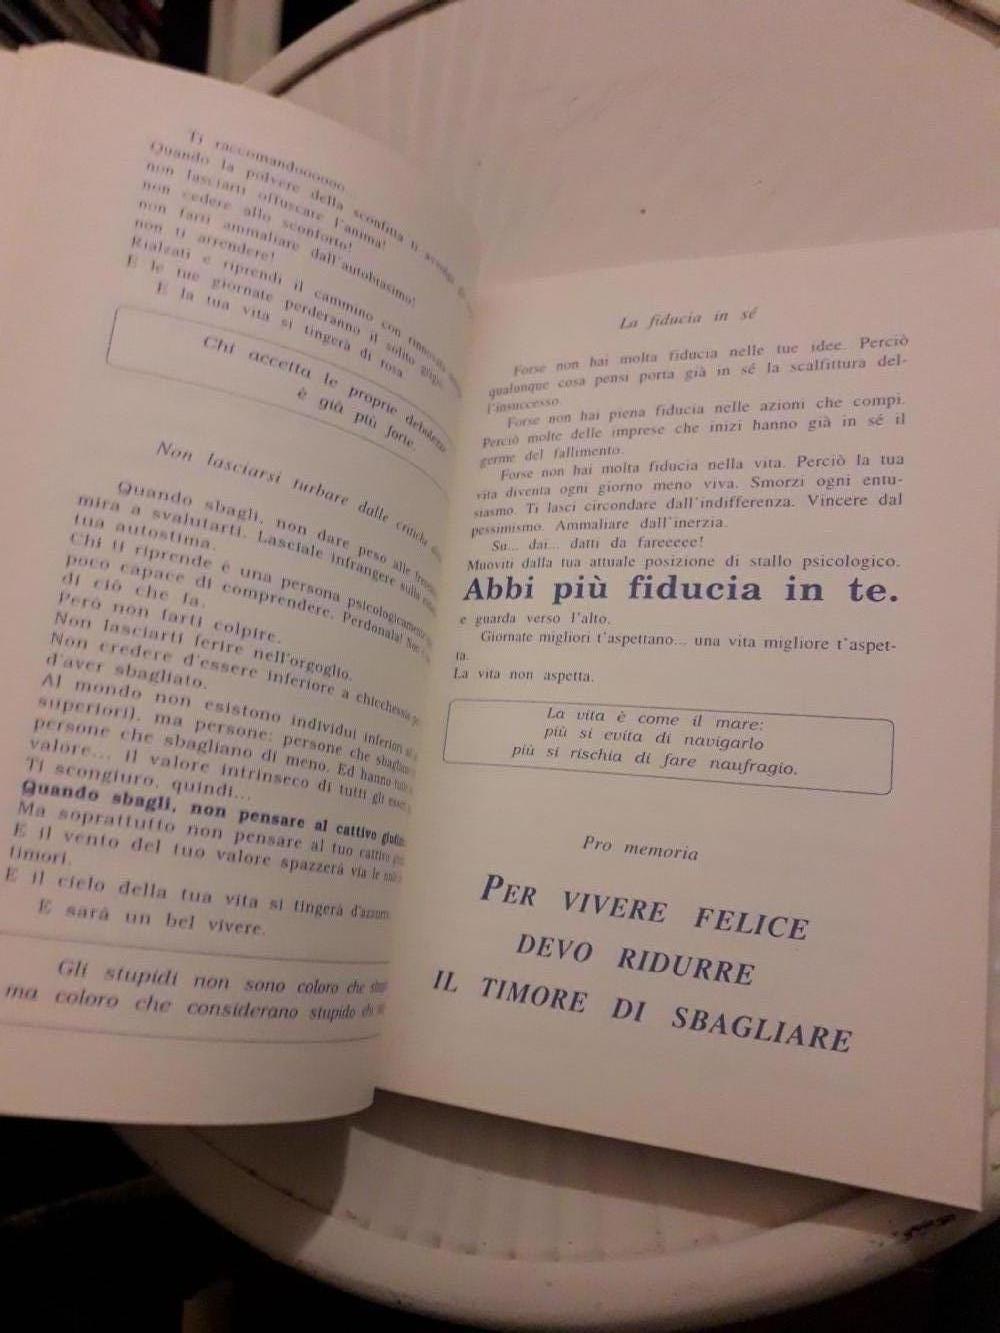 Ti raccomandoooooo...
Quando la polvere della sconfitta ti avvolge
non lasciarti offuscare l'anima!
non cedere allo sconforto!
non farti ammaliare dall'autobiasimo!
non ti arrendere!
Rialzati e riprendi il cammino con
E le tue giornate perderanno il solito grigio.
E la tua vita si tingerà di rosa.
Chi accetta le proprie debolezze
è già più forte.
Non lasciarsi turbare dalle critiche
Quando sbagli, non dare peso alle
mira a svalutarti. Lasciale infrangere sulla
tua autostima.
Chi ti riprende è una persona psicologicamente
poco capace di comprendere. Perdonala! Non
di ciò che fa.
Però non farti colpire.
Non lasciarti ferire nell'orgoglio.
Non credere d'essere inferiore a chicchessia
d'aver sbagliato.
Al mondo non esistono individui inferiori
superiori), ma persone: persone che sbagliano
persone che sbagliano di meno. Ed hanno
valore... il valore intrinseco di tutti gli esseri
Ti scongiuro, quindi...
Quando sbagli, non pensare al cattivo
Ma soprattutto non pensare al tuo cattivo
E il vento del tuo valore spazzerà via le
timori.
E il cielo della tua vita si tingerà d'azzurro.
E sarà un bel vivere.
Gli stupidi non sono coloro che
ma coloro che considerano stupido chi
La fiducia in sé
Forse non hai molta fiducia nelle tue idee. Perciò
qualunque cosa pensi porta già in sé la scalfittura del-
l'insuccesso.
Forse non hai piena fiducia nelle azioni che compi.
Perciò molte delle imprese che inizi hanno già in sé il
germe del fallimento.
Forse non hai molta fiducia nella vita. Perciò la tua
vita diventa ogni giorno meno viva. Smorzi ogni entu-
siasmo. Ti lasci circondare dall'indifferenza. Vincere dal
pessimismo. Ammaliare dall'inerzia.
Su... dai... datti da fareeeee!
Muoviti dalla tua attuale posizione di stallo psicologico.
Abbi più fiducia in te.
e guarda verso l'alto.
Giornate migliori t'aspettano... una vita migliore t'aspet-
ta.
La vita non aspetta.
La vita è come il mare:
più si evita di navigarlo
più si rischia di fare naufragio.
Pro memoria
PER VIVERE FELICE
DEVO RIDURRE
IL TIMORE DI SBAGLIARE